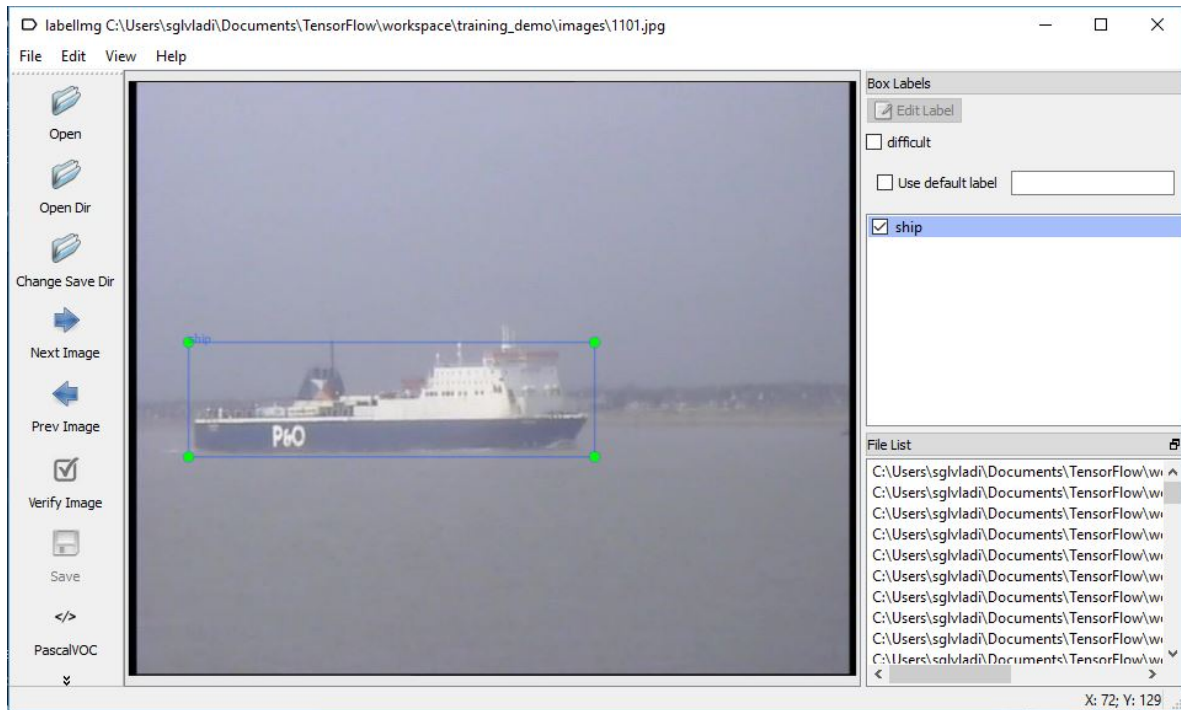 labelImg C:\Users\sglvladi\Documents\TensorFlow\workspace\training_demo\images\1101.jpg
File Edit View Help
Open
Open Dir
Change Save Dir
Next Image
Prev Image
Verify Image
Save
</>
PascalVOC
ship
P&O
Box Labels
Edit Label
difficult
Use default label
ship
File List
C:\Users\sglvladi\Documents\TensorFlow\w
C:\Users\sglvladi\Documents\TensorFlow\w
C:\Users\sglvladi\Documents\TensorFlow\w
C:\Users\sglvladi\Documents\TensorFlow\w
C:\Users\sglvladi\Documents\TensorFlow\w
C:\Users\sglvladi\Documents\TensorFlow\w
C:\Users\sglvladi\Documents\TensorFlow\w
C:\Users\sglvladi\Documents\TensorFlow\w
C:\Users\sglvladi\Documents\TensorFlow\w
C:\Users\sglvladi\Documents\TensorFlow\w
X: 72; Y: 129